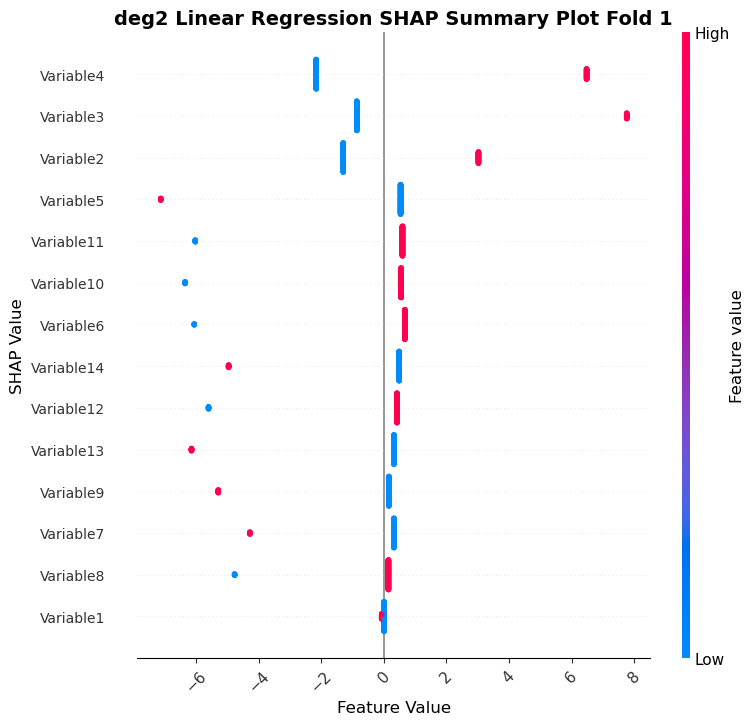 deg2 Linear Regression SHAP Summary Plot Fold 1
High
Variable4
Variable3
Variable2
Variable5
Variable11
Variable10
Variable6
Variable14
Variable12
Variable13
Variable9
Variable7
Variable8
Variable1
SHAP Value
Feature value
Low
−6
−4
−2
0
2
4
6
8
Feature Value